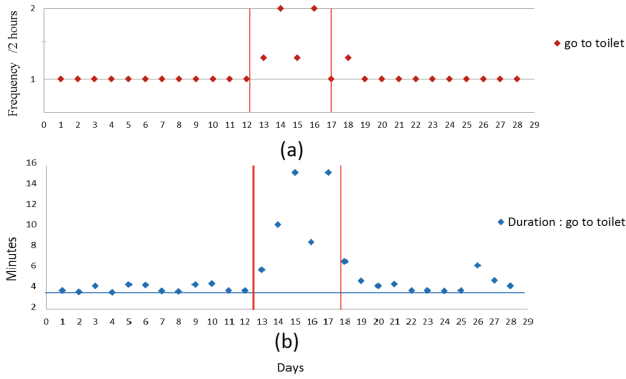 2
Frequency /2 hours
1
go to toilet
0 1 2 3 4 5 6 7 8 9 10 11 12 13 14 15 16 17 18 19 20 21 22 23 24 25 26 27 28 29
(a)
16
14
12
10
8
6
4
2
Minutes
Duration : go to toilet
0 1 2 3 4 5 6 7 8 9 10 11 12 13 14 15 16 17 18 19 20 21 22 23 24 25 26 27 28 29
(b)
Days